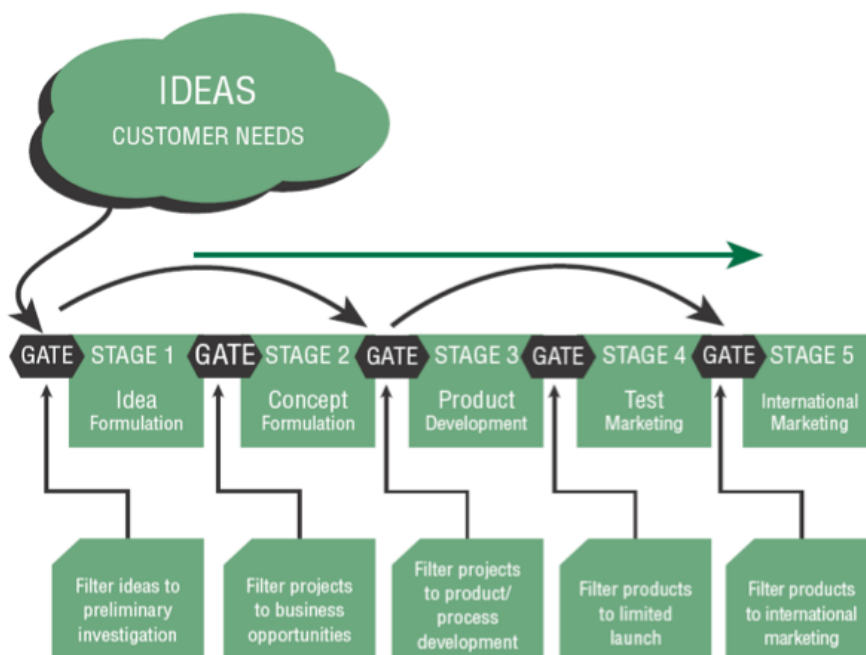 IDEAS
CUSTOMER NEEDS
GATE STAGE 1 GATE STAGE 2 GATE STAGE 3 GATE STAGE 4 GATE STAGE 5
Idea
Formulation
Concept
Formulation
Product
Development
Test
Marketing
International
Marketing
Filter ideas to
preliminary
investigation
Filter projects
to business
opportunities
Filter projects
to product/
process
development
Filter products
to limited
launch
Filter products
to international
marketing